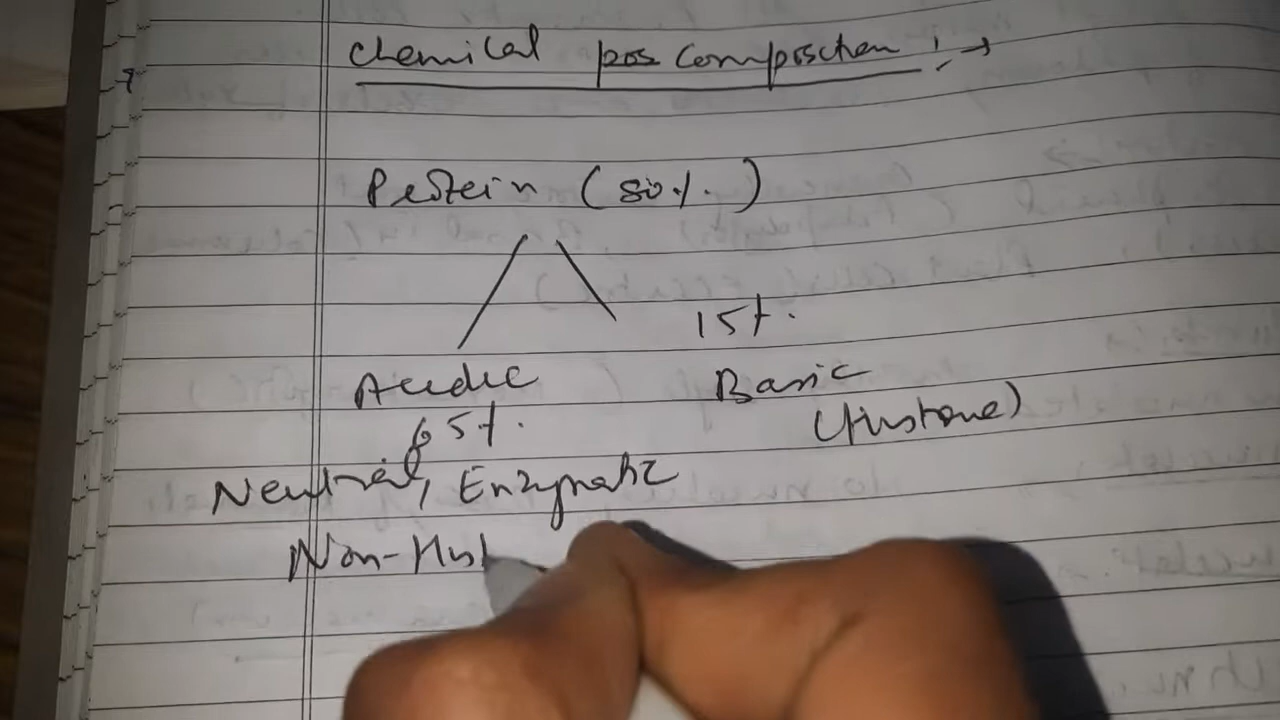 Chemical pos Composition :→
Protein (80%.)
15%.
Acidic Basic
65%. (Histone)
Neutral, Enzymatic
Non-Hist